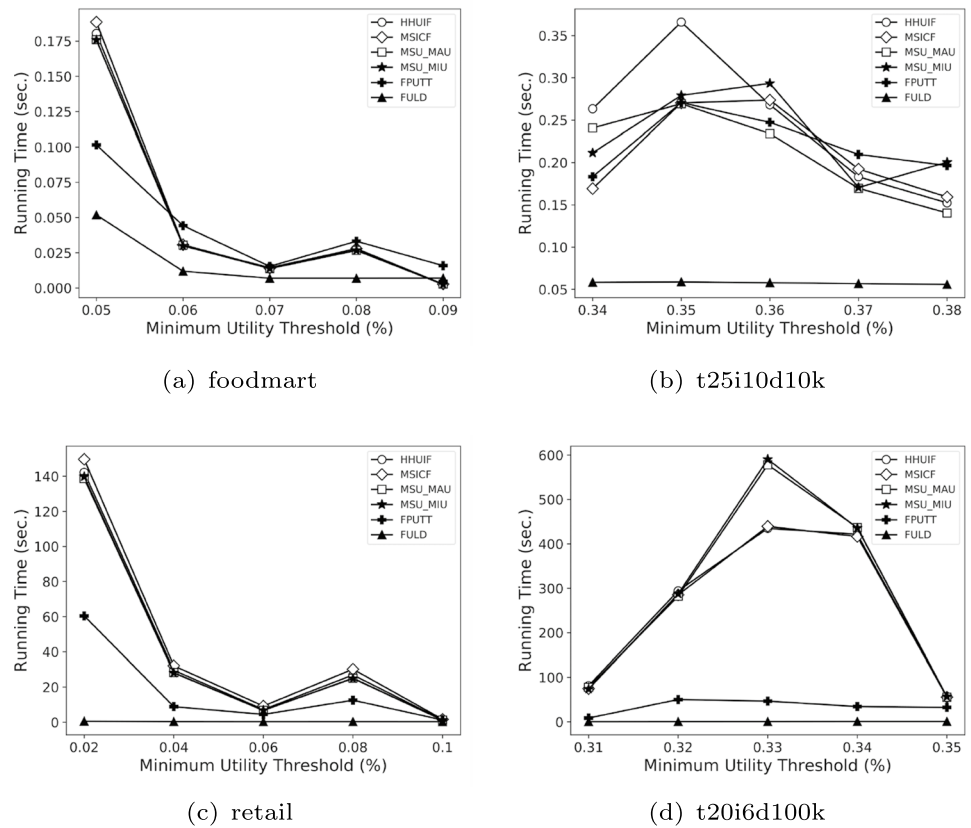 Running Time (sec.)
0.175
0.150
0.125
0.100
0.075
0.050
0.025
0.000
HHUIF
MSICF
MSU_MAU
MSU_MIU
FPUTT
FULD
0.05 0.06 0.07 0.08 0.09
Minimum Utility Threshold (%)
(a) foodmart
Running Time (sec.)
0.35
0.30
0.25
0.20
0.15
0.10
0.05
HHUIF
MSICF
MSU_MAU
MSU_MIU
FPUTT
FULD
0.34 0.35 0.36 0.37 0.38
Minimum Utility Threshold (%)
(b) t25i10d10k
Running Time (sec.)
140
120
100
80
60
40
20
0
HHUIF
MSICF
MSU_MAU
MSU_MIU
FPUTT
FULD
0.02 0.04 0.06 0.08 0.1
Minimum Utility Threshold (%)
(c) retail
Running Time (sec.)
600
500
400
300
200
100
0
HHUIF
MSICF
MSU_MAU
MSU_MIU
FPUTT
FULD
0.31 0.32 0.33 0.34 0.35
Minimum Utility Threshold (%)
(d) t20i6d100k